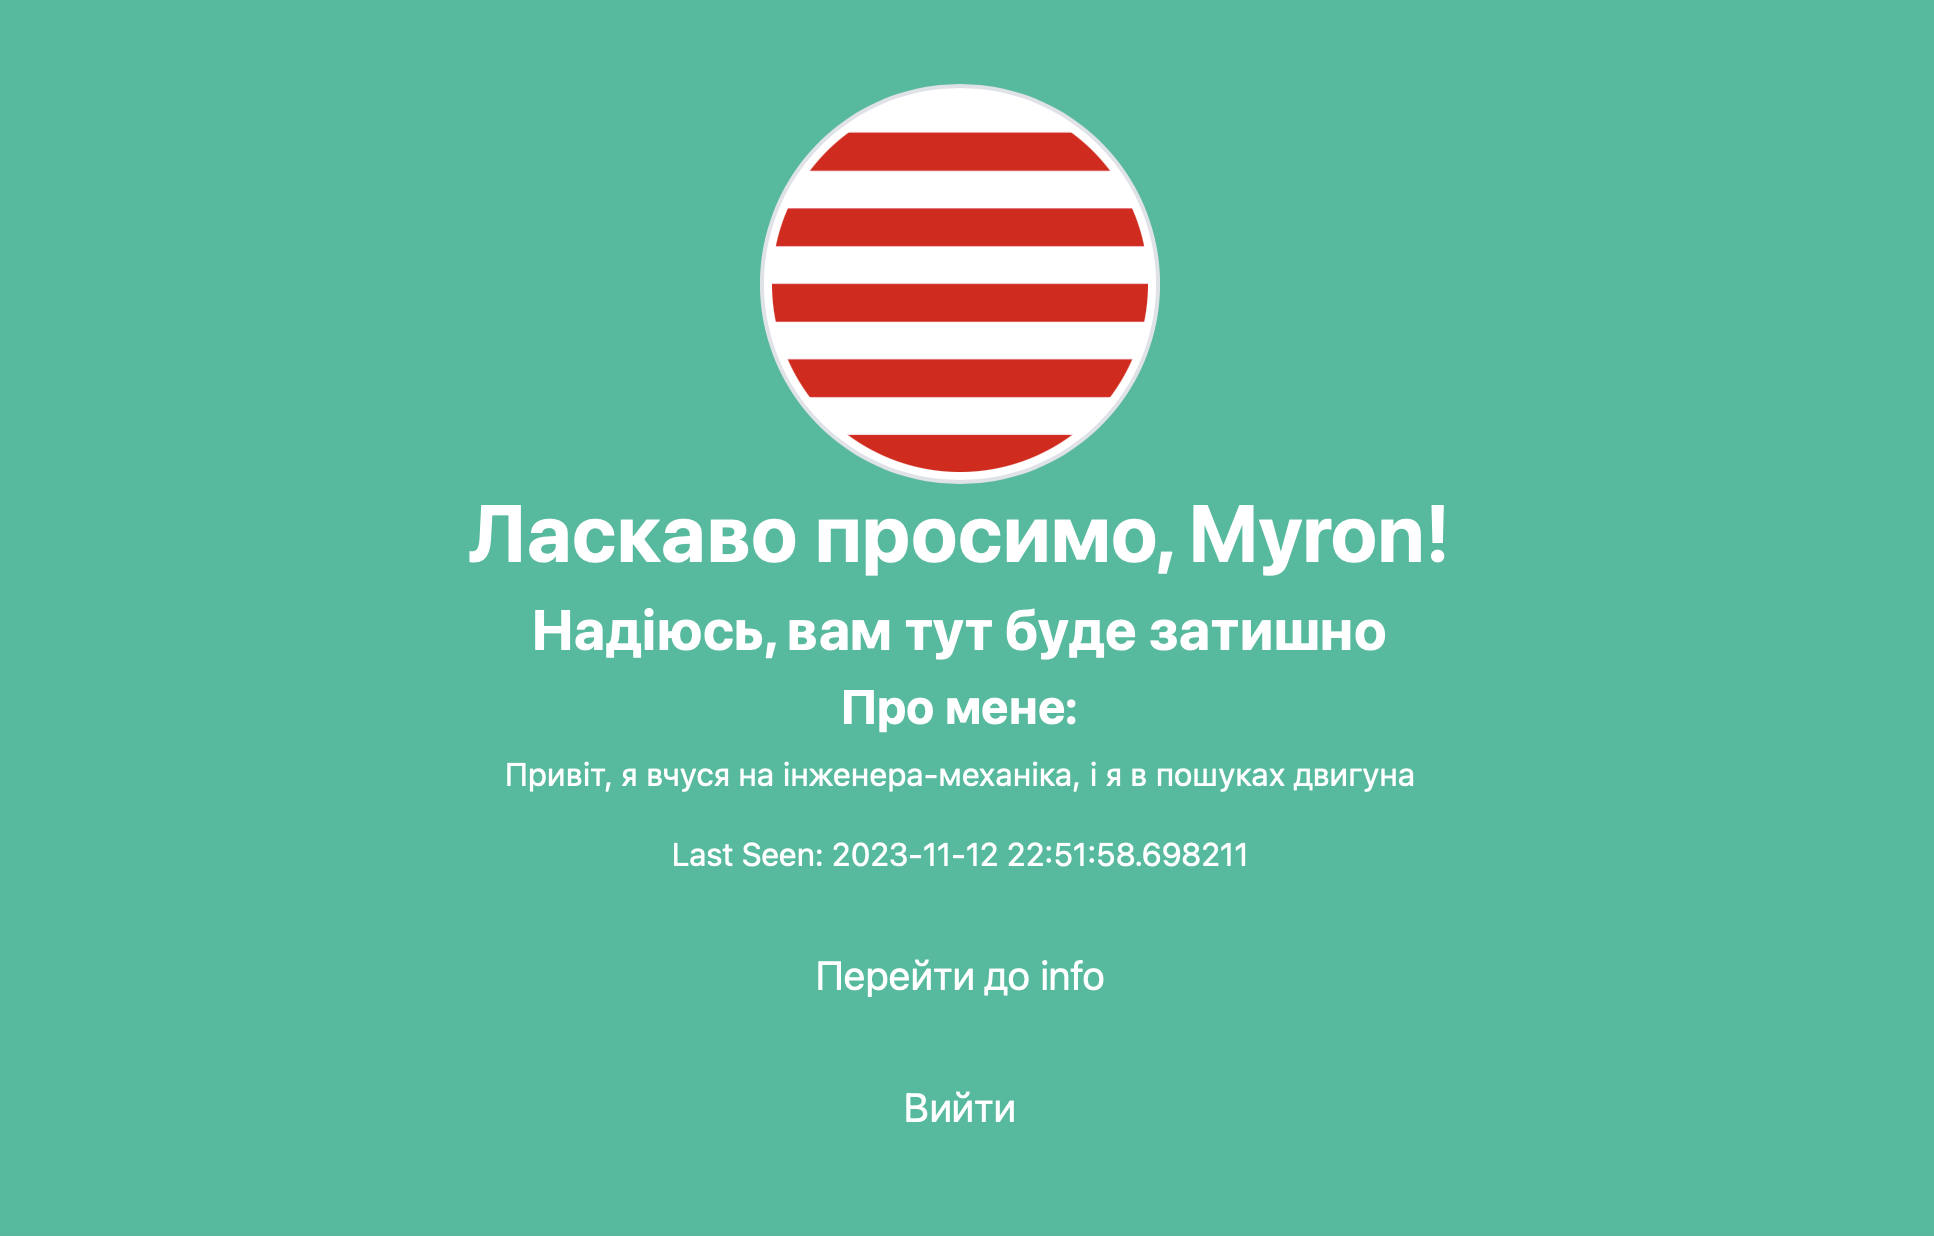 Ласкаво просимо, Myron!
Надіюсь, вам тут буде затишно
Про мене:
Привіт, я вчуся на інженера-механіка, і я в пошуках двигуна
Last Seen: 2023-11-12 22:51:58.698211
Перейти до info
Вийти